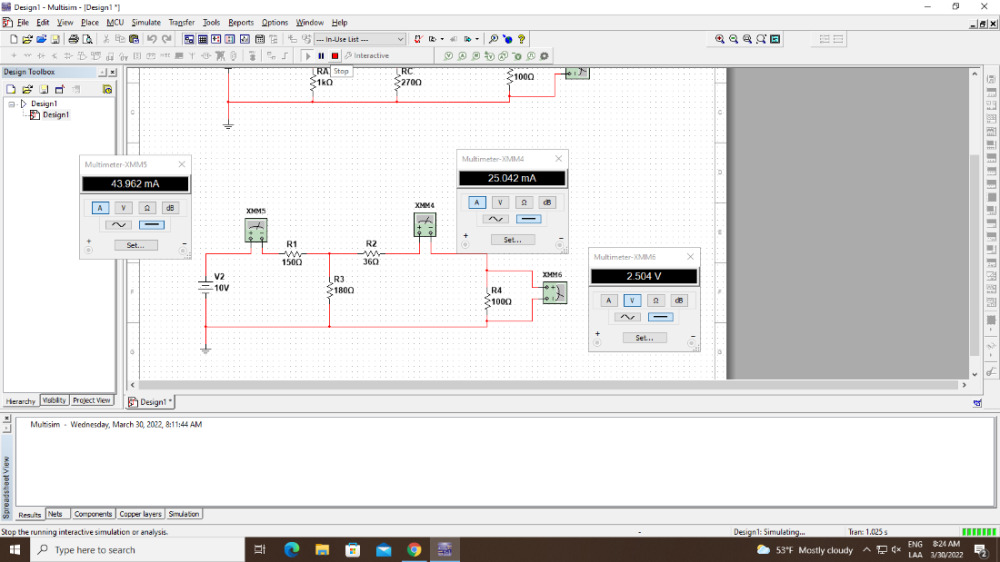 Design1 - Multisim - [Design1 *]
File Edit View Place MCU Simulate Transfer Tools Reports Options Window Help
--- In-Use List ---
Interactive
Stop
Design Toolbox
Design1
Design1
RA
1kΩ
RC
270Ω
100Ω
Multimeter-XMM5
43.962 mA
A V Ω dB
Set...
+ −
Multimeter-XMM4
25.042 mA
A V Ω dB
Set...
+ −
Multimeter-XMM6
2.504 V
A V Ω dB
Set...
+ −
XMM5
XMM4
XMM6
R1
150Ω
R2
36Ω
V2
10V
R3
180Ω
R4
100Ω
Hierarchy Visibility Project View
Design1 *
Multisim - Wednesday, March 30, 2022, 8:11:44 AM
Spreadsheet View
Results Nets Components Copper layers Simulation
Stop the running interactive simulation or analysis.
-
Design1: Simulating...
Tran: 1.025 s
Type here to search
53°F Mostly cloudy
ENG
LAA
8:24 AM
3/30/2022
2